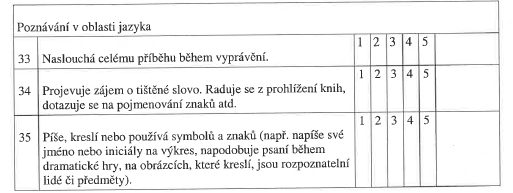 Poznávání v oblasti jazyka
33 Naslouchá celému příběhu během vyprávění. 1 2 3 4 5
34 Projevuje zájem o tištěné slovo. Raduje se z prohlížení knih, 1 2 3 4 5
dotazuje se na pojmenování znaků atd.
35 Píše, kreslí nebo používá symbolů a znaků (např. napíše své 1 2 3 4 5
jméno nebo iniciály na výkres, napodobuje psaní během
dramatické hry, na obrázcích, které kreslí, jsou rozpoznatelní
lidé či předměty).